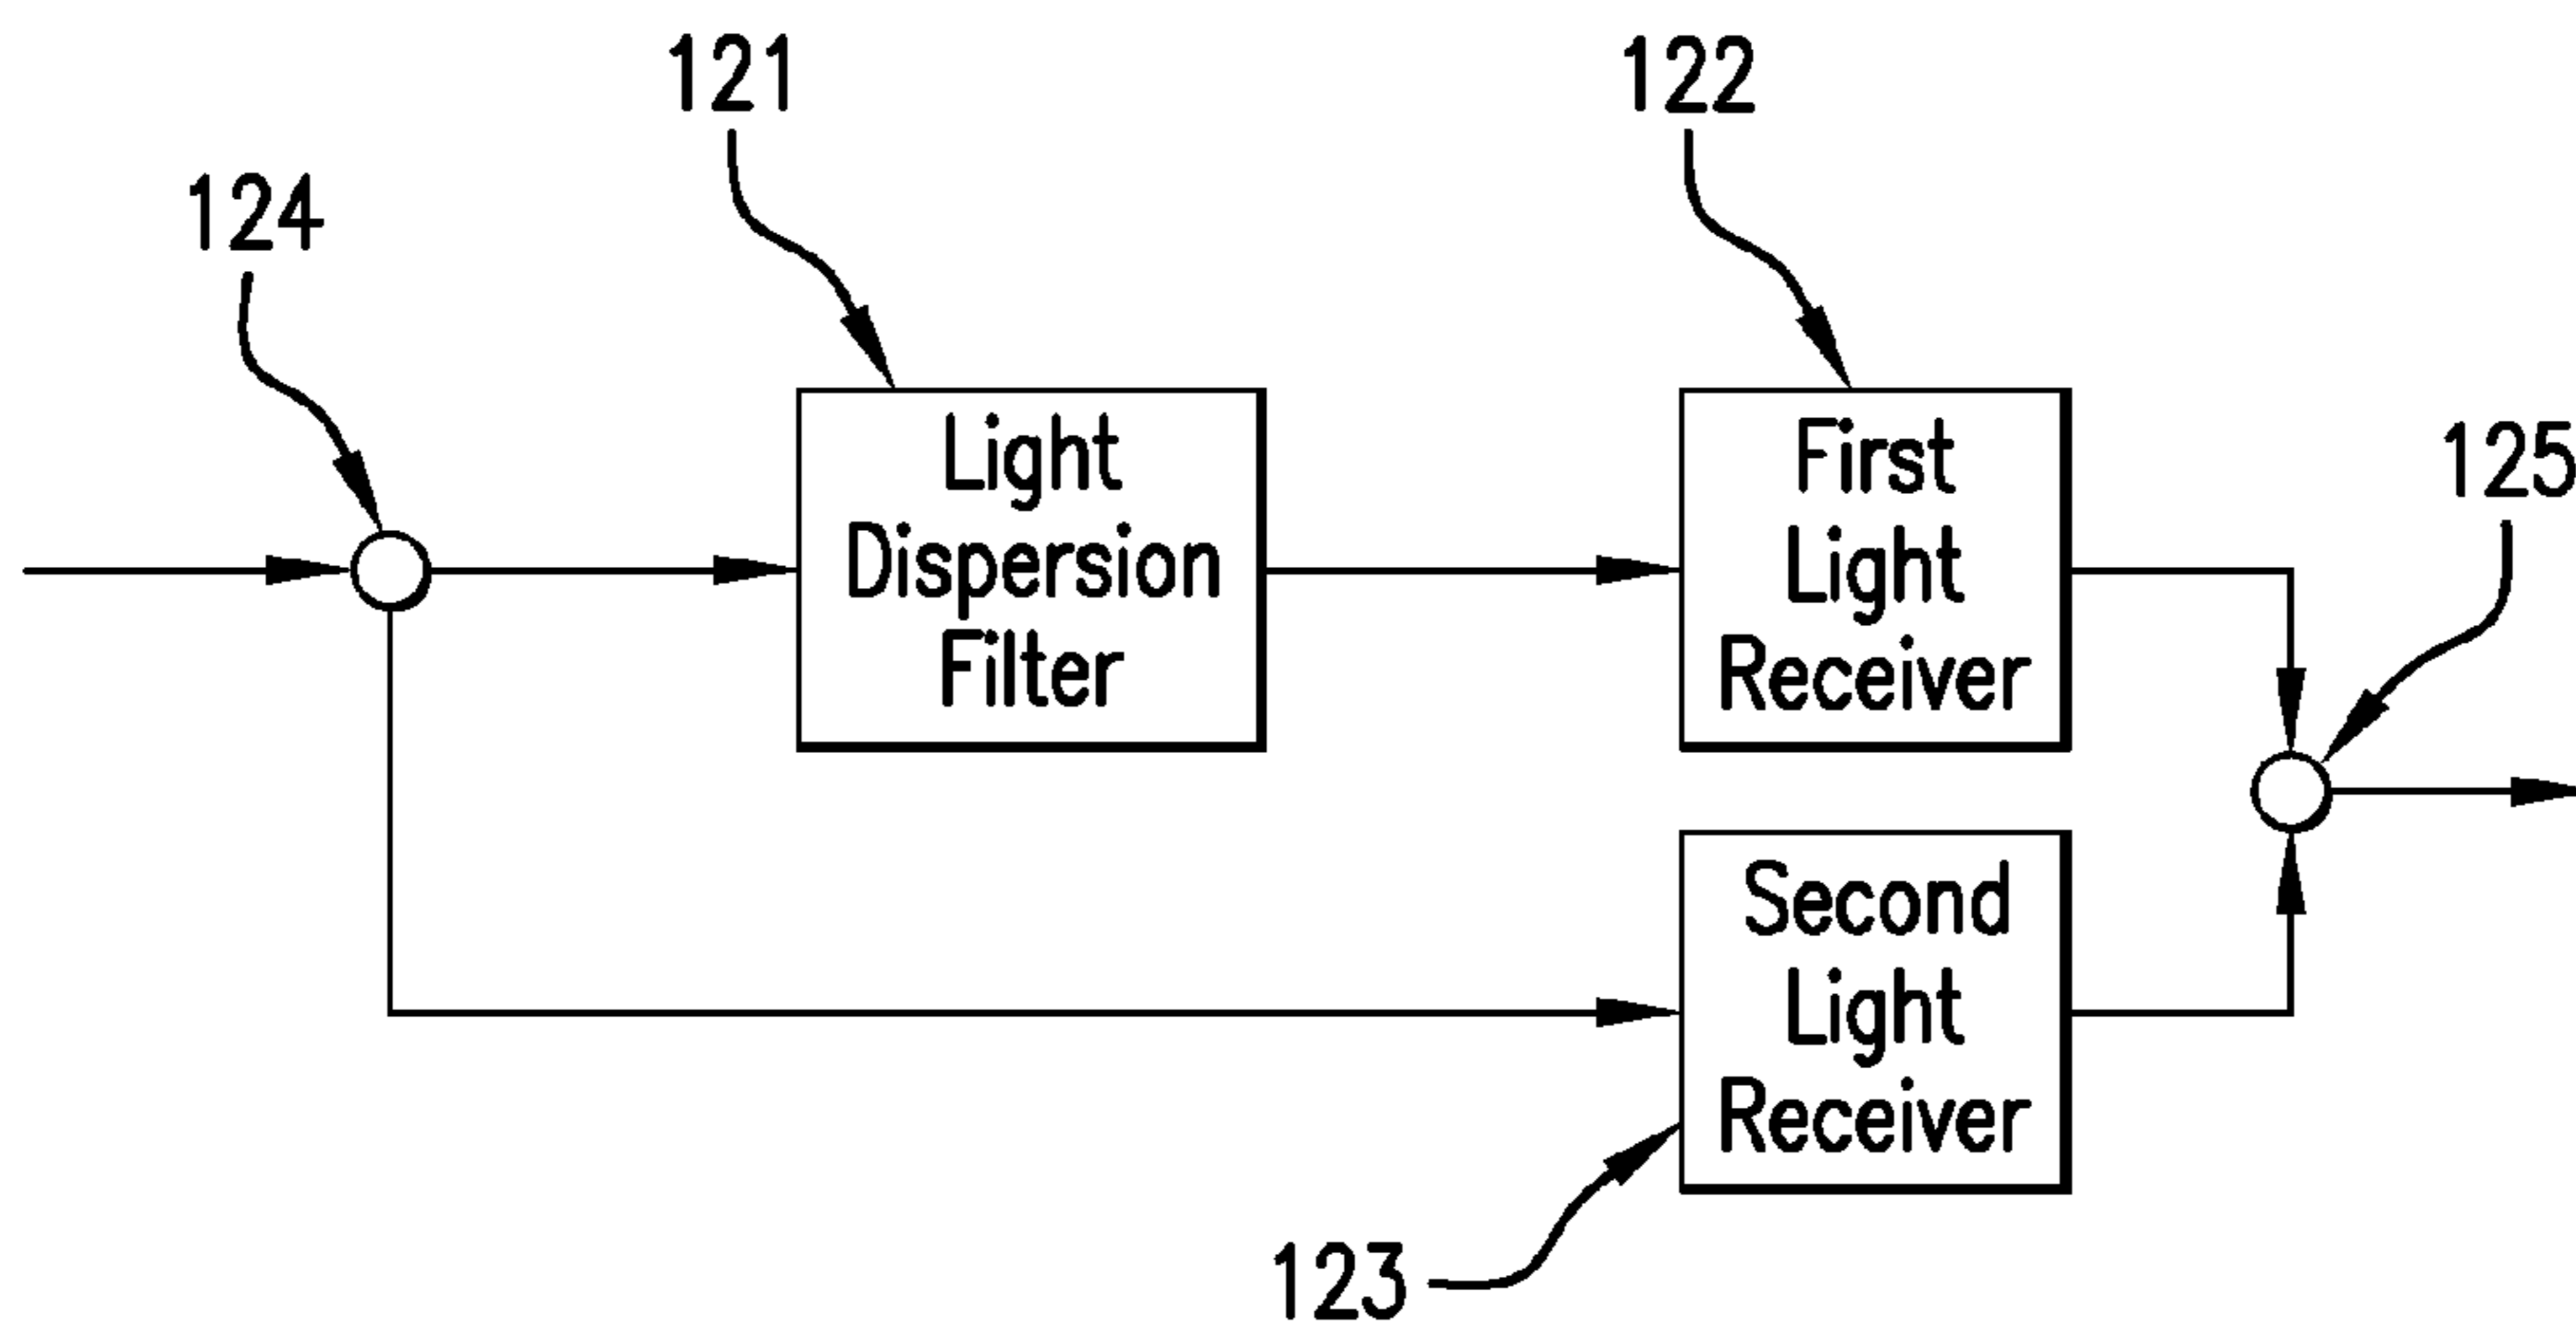 121
122
124
125
Light
Dispersion
Filter
First
Light
Receiver
Second
Light
Receiver
123